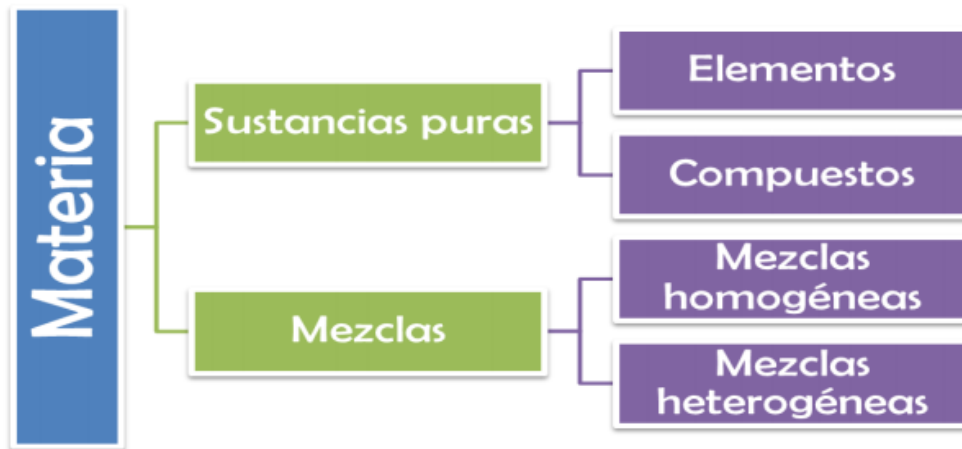 Materia
Sustancias puras
Elementos
Compuestos
Mezclas
Mezclas
homogéneas
Mezclas
heterogéneas